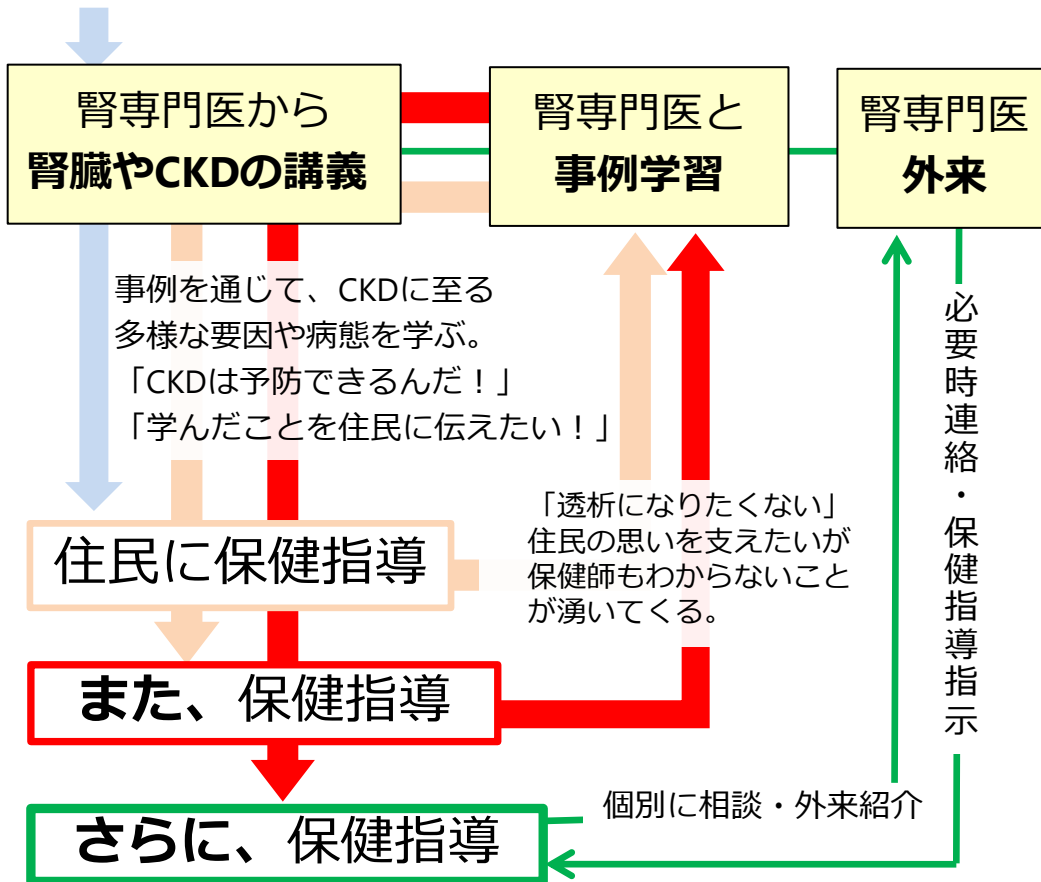 腎専門医から
腎臓やCKDの講義
腎専門医と
事例学習
腎専門医
外来
事例を通じて、CKDに至る
多様な要因や病態を学ぶ。
「CKDは予防できるんだ！」
「学んだことを住民に伝えたい！」
必要時連絡・保健指導指示
「透析になりたくない」
住民の思いを支えたいが
保健師もわからないこと
が湧いてくる。
住民に保健指導
また、保健指導
個別に相談・外来紹介
さらに、保健指導